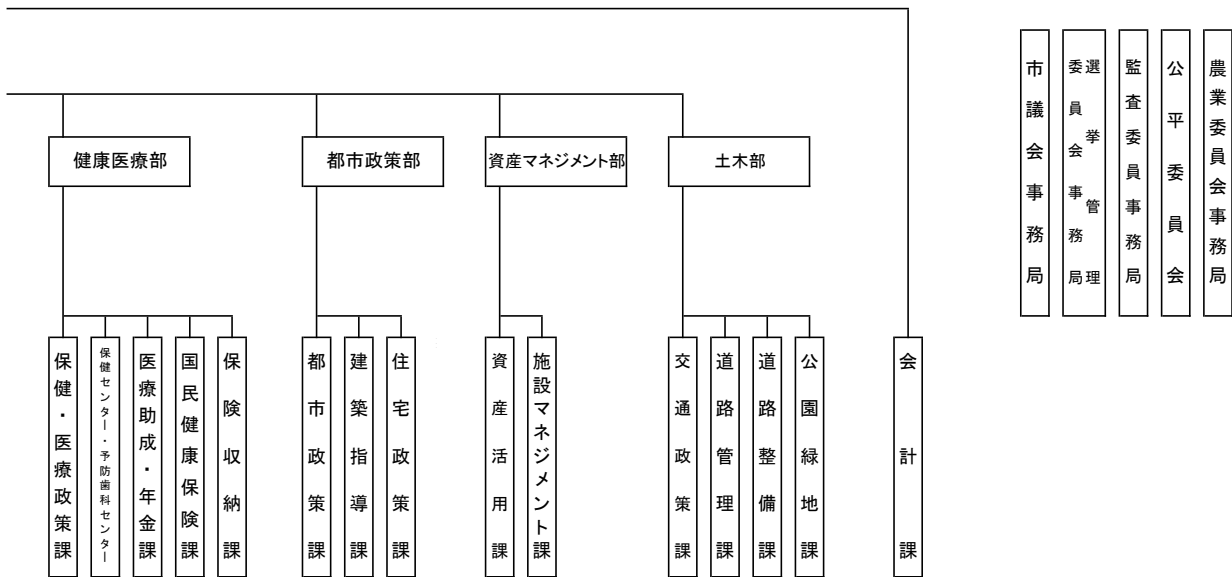 健康医療部
都市政策部
資産マネジメント部
土木部
保健・医療政策課
保健センター・予防歯科センター
医療助成・年金課
国民健康保険課
保険収納課
都市政策課
建築指導課
住宅政策課
資産活用課
施設マネジメント課
交通政策課
道路管理課
道路整備課
公園緑地課
会計課
市議会事務局
選挙管理
委員会事務局
監査委員事務局
公平委員会
農業委員会事務局